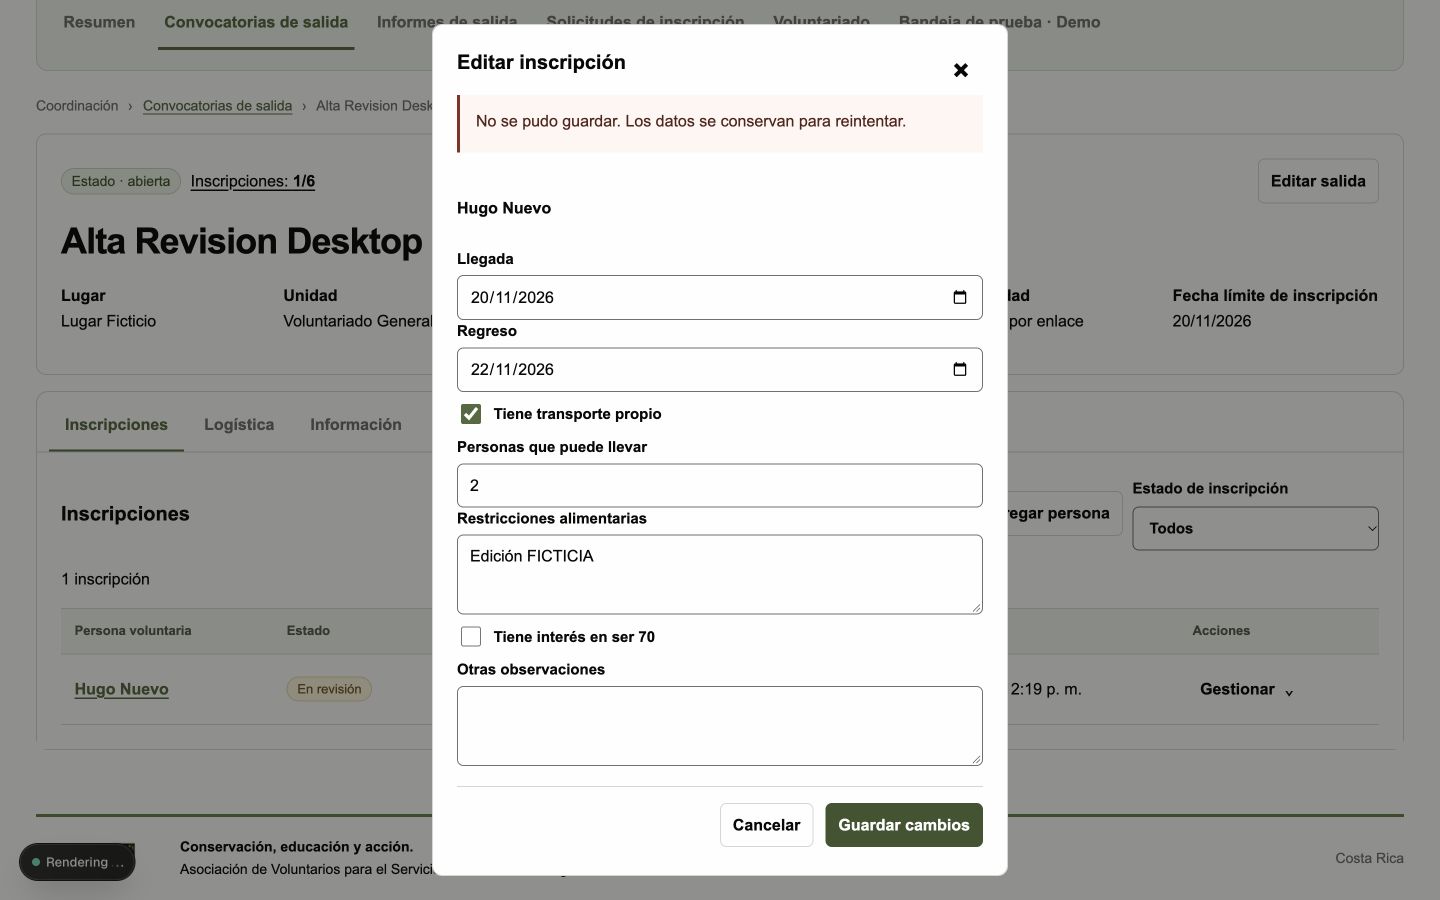 Resumen Convocatorias de salida Informes de salida Solicitudes de inscripción Voluntariado Bandeja de prueba · Demo
Coordinación › Convocatorias de salida › Alta Revision Desk
Estado · abierta Inscripciones: 1/6
Editar salida
Alta Revision Desktop
Lugar
Lugar Ficticio
Unidad
Voluntariado General
por enlace
Fecha límite de inscripción
20/11/2026
Inscripciones Logística Información
Inscripciones
persona
Estado de inscripción
Todos
1 inscripción
Persona voluntaria Estado Acciones
Hugo Nuevo En revisión 2:19 p. m. Gestionar
Editar inscripción
No se pudo guardar. Los datos se conservan para reintentar.
Hugo Nuevo
Llegada
20/11/2026
Regreso
22/11/2026
Tiene transporte propio
Personas que puede llevar
2
Restricciones alimentarias
Edición FICTICIA
Tiene interés en ser 70
Otras observaciones
Cancelar Guardar cambios
Rendering ...
Conservación, educación y acción.
Asociación de Voluntarios para el Servici
Costa Rica